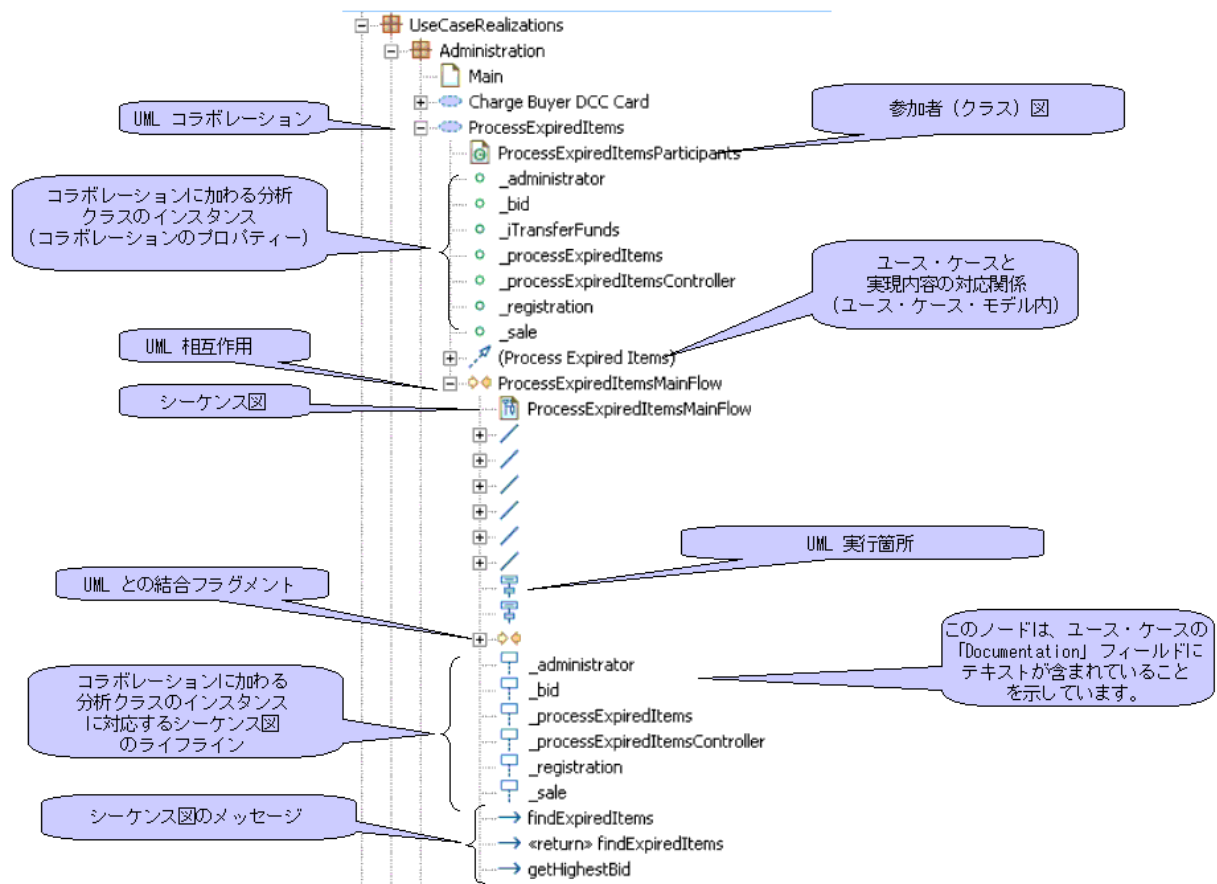 UseCaseRealizations
Administration
Main
Charge Buyer DCC Card
UML コラボレーション
参加者（クラス）図
ProcessExpiredItems
ProcessExpiredItemsParticipants
コラボレーションに加わる分析
クラスのインスタンス
（コラボレーションのプロパティー）
_administrator
_bid
_iTransferFunds
_processExpiredItems
_processExpiredItemsController
_registration
_sale
ユース・ケースと
実現内容の対応関係
（ユース・ケース・モデル内）
UML 相互作用
(Process Expired Items)
ProcessExpiredItemsMainFlow
シーケンス図
ProcessExpiredItemsMainFlow
UML 実行箇所
UML との結合フラグメント
このノードは、ユース・ケースの
「Documentation」フィールドに
テキストが含まれていること
を示しています。
コラボレーションに加わる
分析クラスのインスタンス
に対応するシーケンス図
のライフライン
_administrator
_bid
_processExpiredItems
_processExpiredItemsController
_registration
_sale
シーケンス図のメッセージ
findExpiredItems
«return» findExpiredItems
getHighestBid